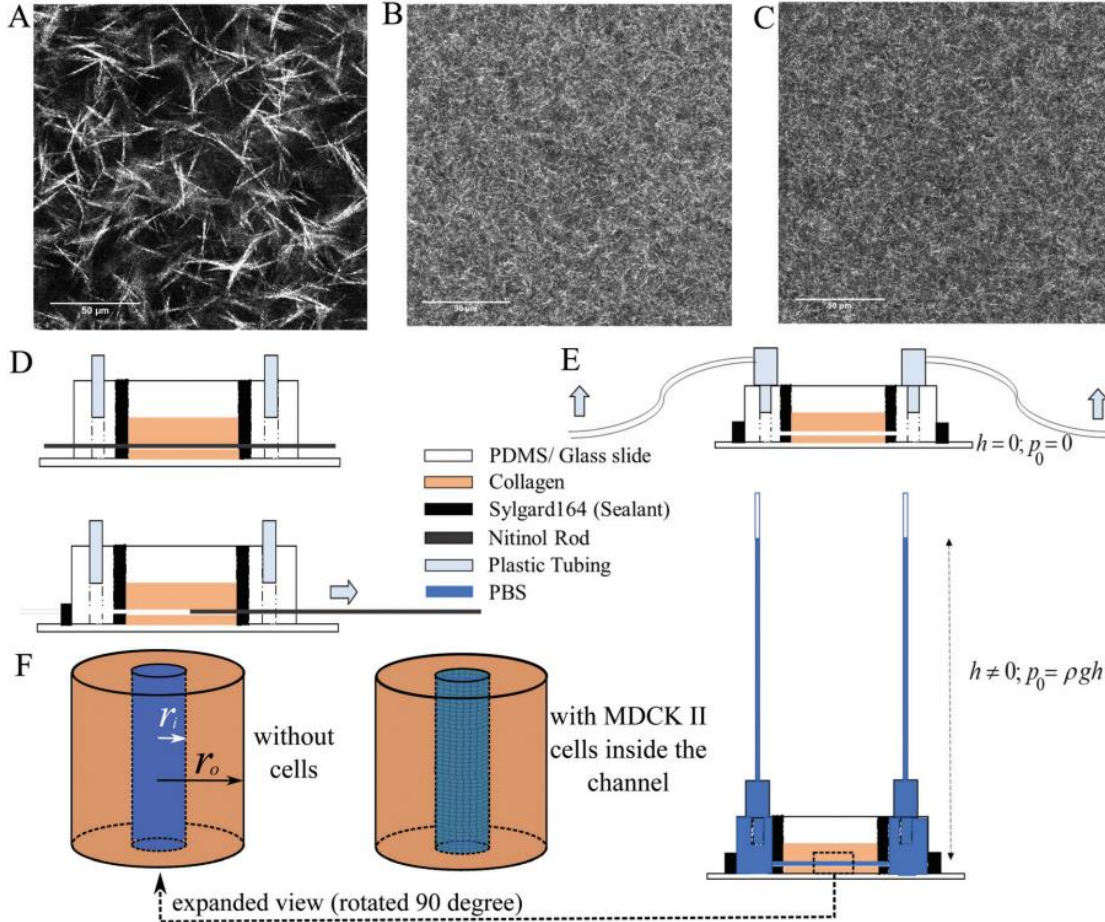 A
B
C
50 μm
50 μm
50 μm
D
E
h = 0; p0 = 0
PDMS/ Glass slide
Collagen
Sylgard164 (Sealant)
Nitinol Rod
Plastic Tubing
PBS
h ≠ 0; p0 = ρgh
F
ri
ro
without
cells
with MDCK II
cells inside the
channel
expanded view (rotated 90 degree)